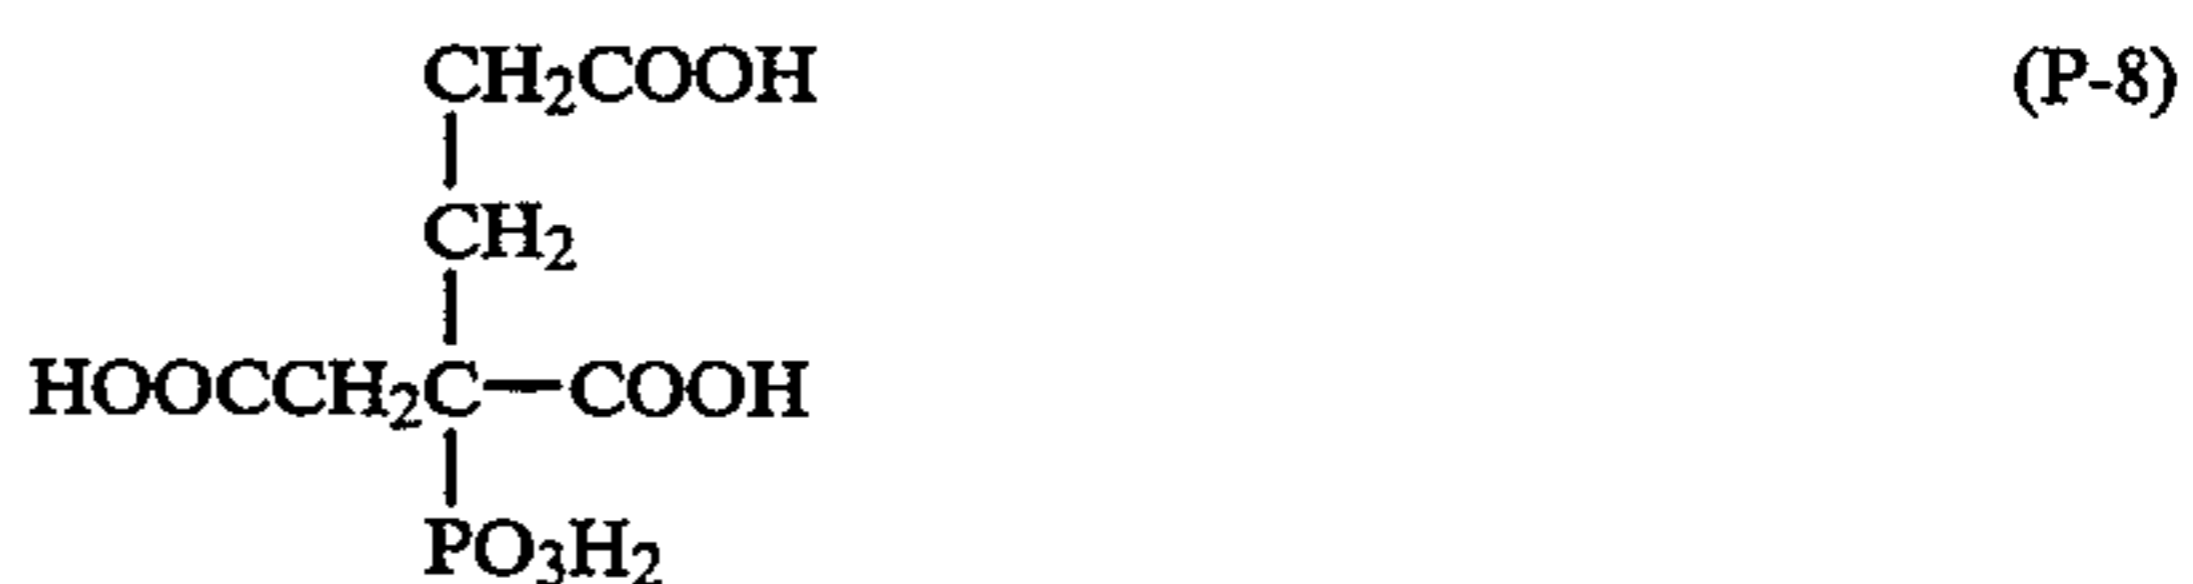 CH₂COOH (P-8)
CH₂
HOOCCH₂C—COOH
PO₃H₂